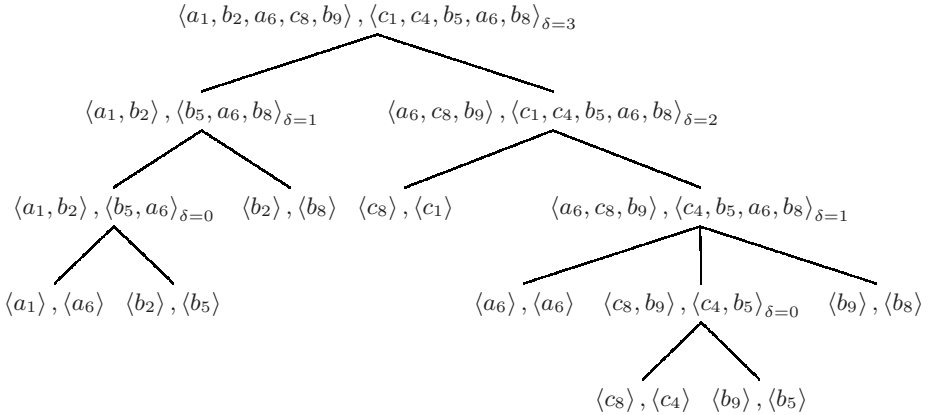 ⟨a₁, b₂, a₆, c₈, b₉⟩ , ⟨c₁, c₄, b₅, a₆, b₈⟩_{δ=3}
⟨a₁, b₂⟩ , ⟨b₅, a₆, b₈⟩_{δ=1} ⟨a₆, c₈, b₉⟩ , ⟨c₁, c₄, b₅, a₆, b₈⟩_{δ=2}
⟨a₁, b₂⟩ , ⟨b₅, a₆⟩_{δ=0} ⟨b₂⟩ , ⟨b₈⟩ ⟨c₈⟩ , ⟨c₁⟩ ⟨a₆, c₈, b₉⟩ , ⟨c₄, b₅, a₆, b₈⟩_{δ=1}
⟨a₁⟩ , ⟨a₆⟩ ⟨b₂⟩ , ⟨b₅⟩ ⟨a₆⟩ , ⟨a₆⟩ ⟨c₈, b₉⟩ , ⟨c₄, b₅⟩_{δ=0} ⟨b₉⟩ , ⟨b₈⟩
⟨c₈⟩ , ⟨c₄⟩ ⟨b₉⟩ , ⟨b₅⟩